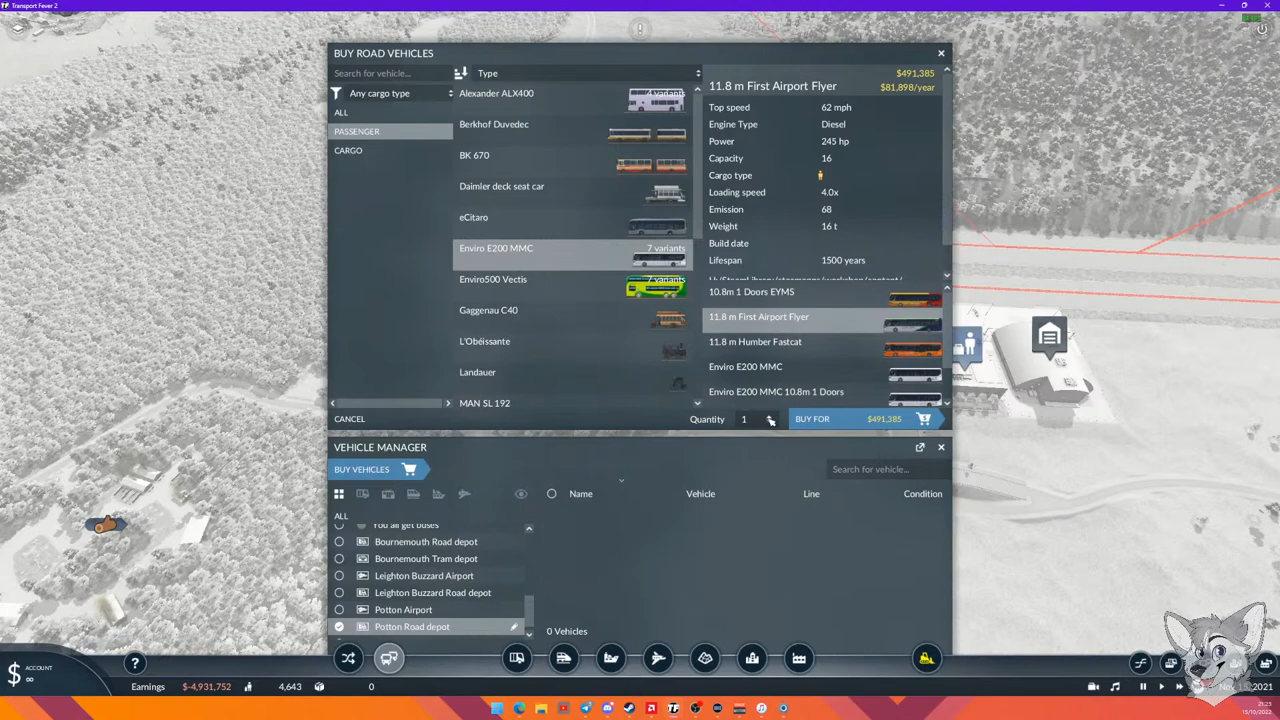 Transport Fever 2
BUY ROAD VEHICLES
Search for vehicle...
Any cargo type
ALL
PASSENGER
CARGO
Type
Alexander ALX400
Berkhof Duvedec
BK 670
Daimler deck seat car
eCitaro
Enviro E200 MMC
7 variants
Enviro500 Vectis
7 variants
Gaggenau C40
L'Obéissante
Landauer
MAN SL 192
$491,385
11.8 m First Airport Flyer
$81,898/year
Top speed 62 mph
Engine Type Diesel
Power 245 hp
Capacity 16
Cargo type
Loading speed 4.0x
Emission 68
Weight 16 t
Build date
Lifespan 1500 years
10.8m 1 Doors EYMS
11.8 m First Airport Flyer
11.8 m Humber Fastcat
Enviro E200 MMC
Enviro E200 MMC 10.8m 1 Doors
CANCEL
Quantity 1
BUY FOR $491,385
VEHICLE MANAGER
BUY VEHICLES
Search for vehicle...
Name Vehicle Line Condition
ALL
You all get buses
Bournemouth Road depot
Bournemouth Tram depot
Leighton Buzzard Airport
Leighton Buzzard Road depot
Potton Airport
Potton Road depot
0 Vehicles
$ ACCOUNT
∞
?
Earnings $-4,931,752 4,643 0
21:23
15/10/2022